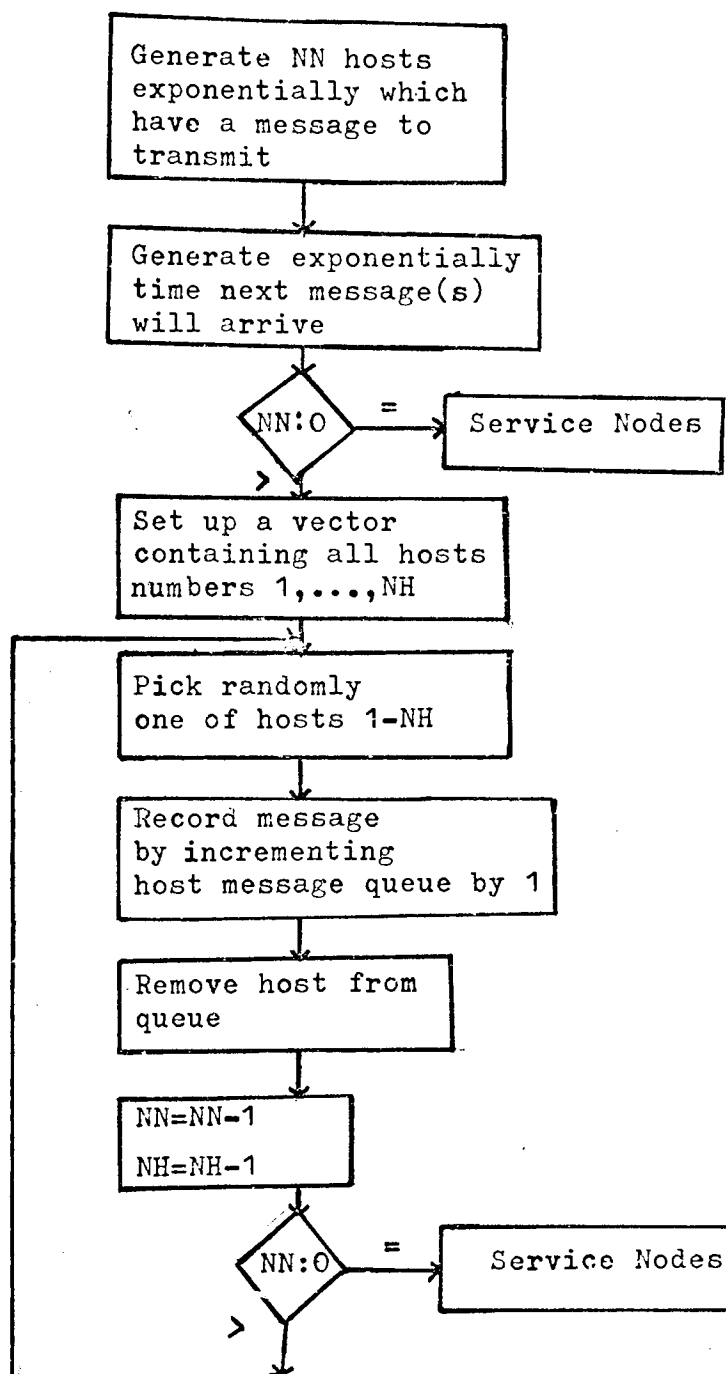 Generate NN hosts
exponentially which
have a message to
transmit
Generate exponentially
time next message(s)
will arrive
NN:O
=
Service Nodes
>
Set up a vector
containing all hosts
numbers 1,...,NH
Pick randomly
one of hosts 1-NH
Record message
by incrementing
host message queue by 1
Remove host from
queue
NN=NN-1
NH=NH-1
NN:O
=
Service Nodes
>